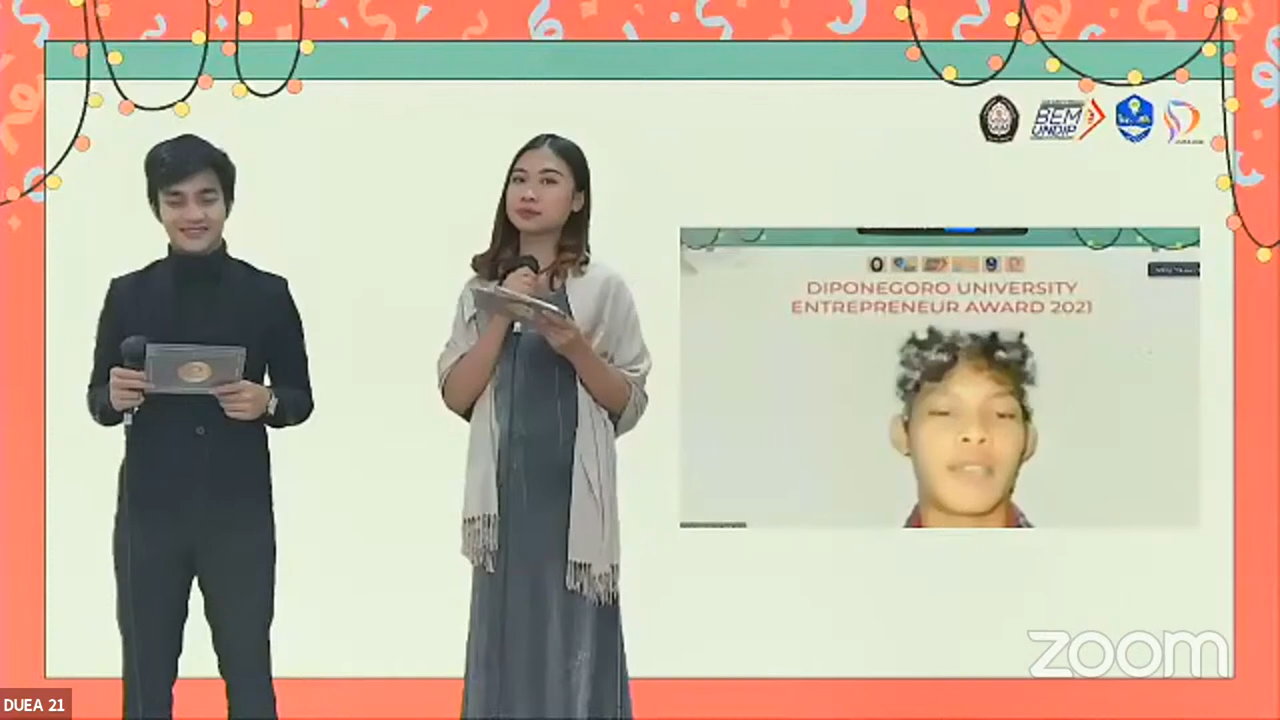 BEM
UNDIP
DIPONEGORO UNIVERSITY
ENTREPRENEUR AWARD 2021
zoom
DUEA 21